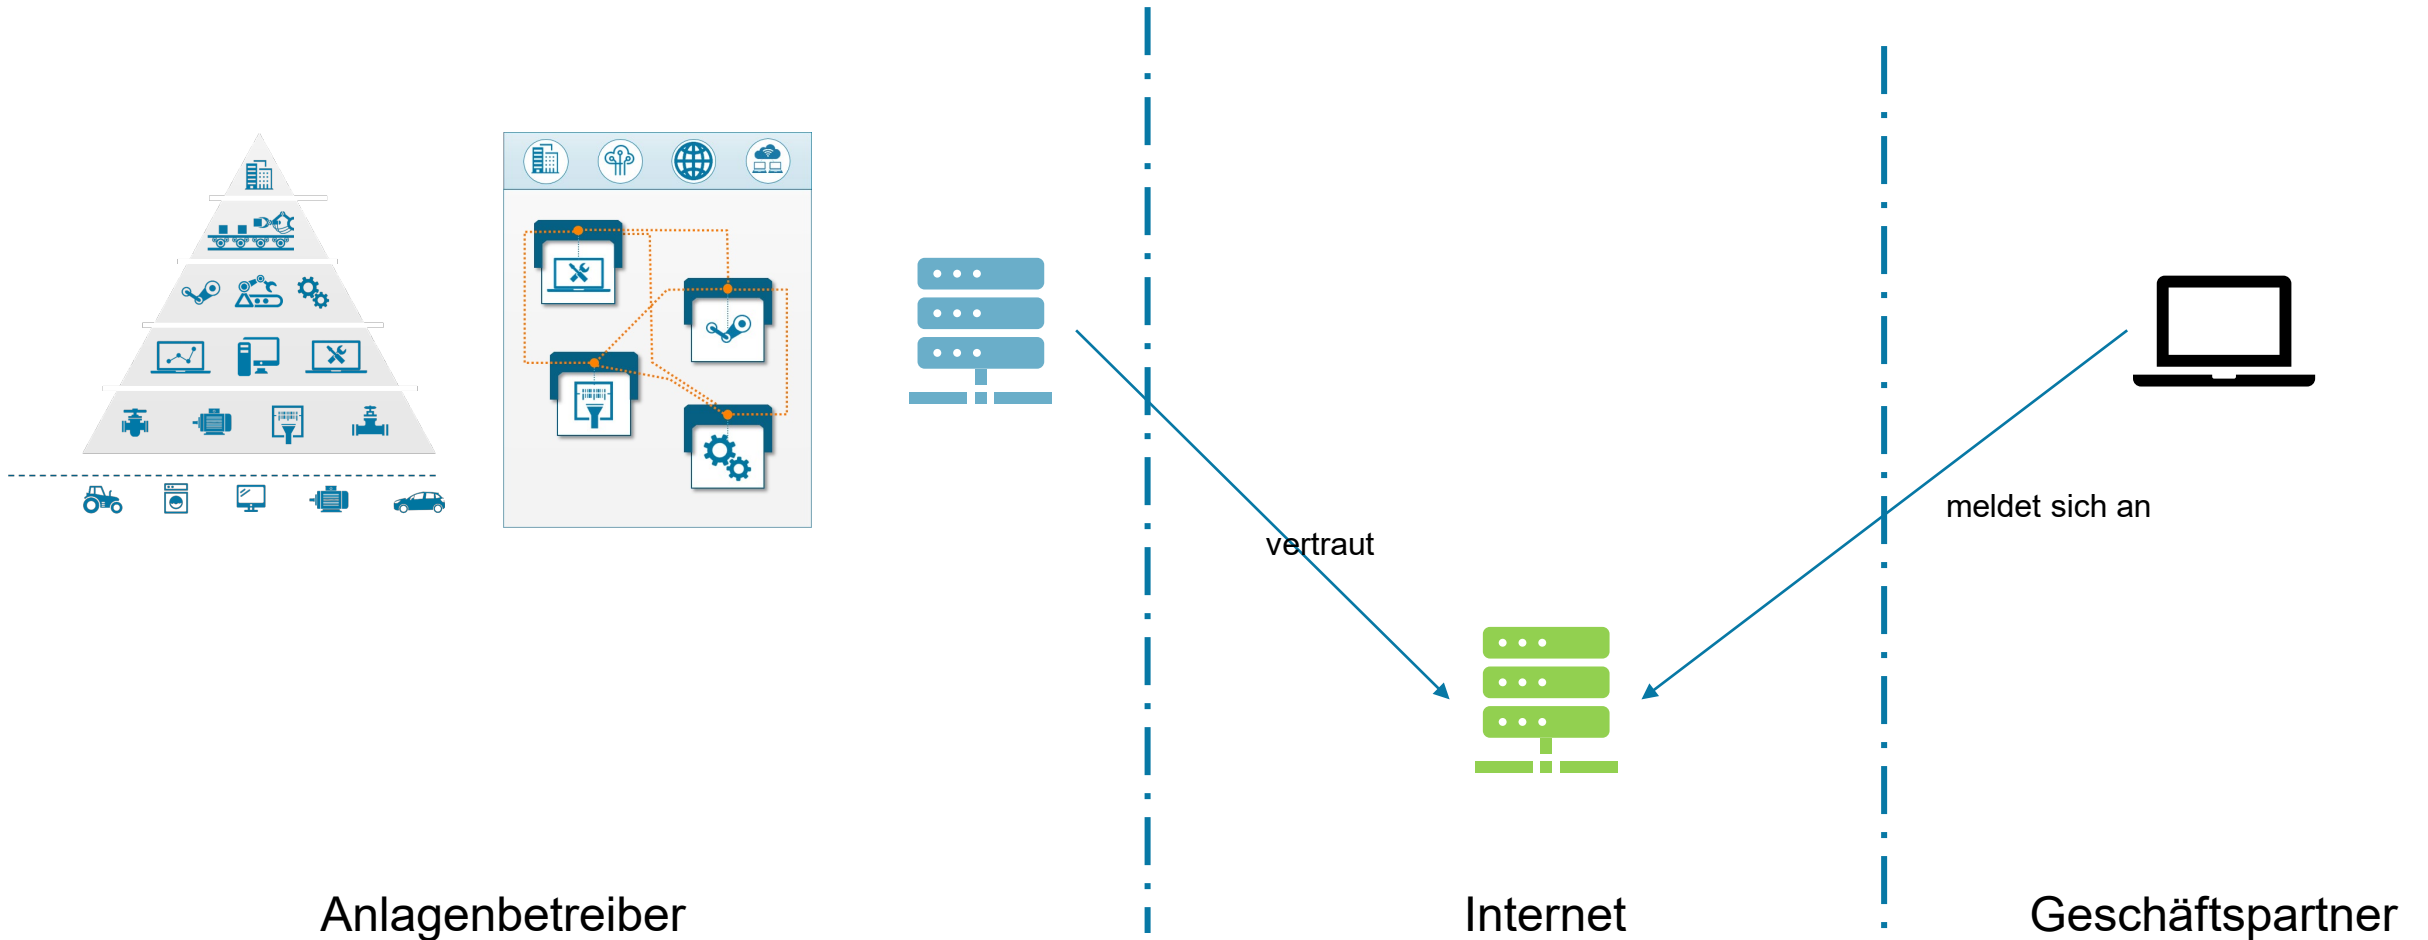 meldet sich an
vertraut
Anlagenbetreiber
Internet
Geschäftspartner